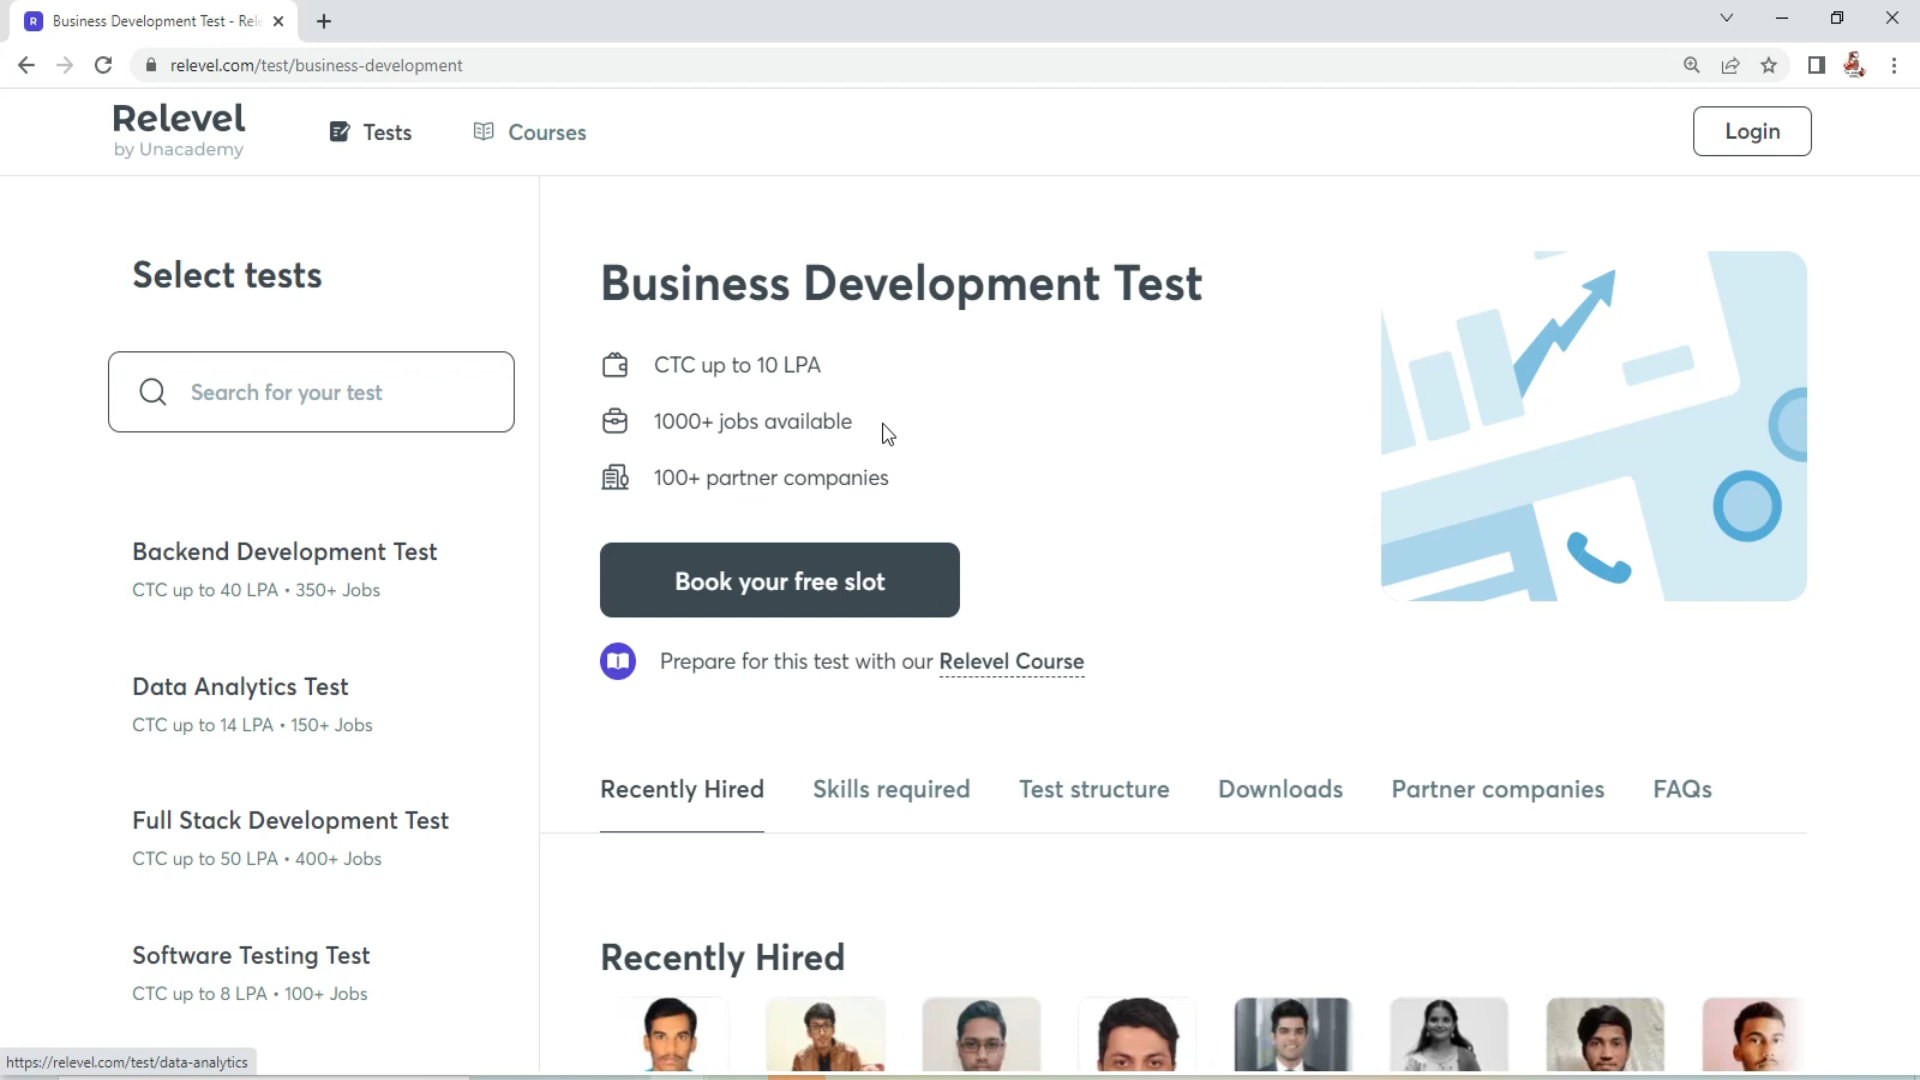 Business Development Test - Rele
relevel.com/test/business-development
Relevel
by Unacademy
Tests
Courses
Login
Select tests
Search for your test
Backend Development Test
CTC up to 40 LPA • 350+ Jobs
Data Analytics Test
CTC up to 14 LPA • 150+ Jobs
Full Stack Development Test
CTC up to 50 LPA • 400+ Jobs
Software Testing Test
CTC up to 8 LPA • 100+ Jobs
Business Development Test
CTC up to 10 LPA
1000+ jobs available
100+ partner companies
Book your free slot
Prepare for this test with our Relevel Course
Recently Hired
Skills required
Test structure
Downloads
Partner companies
FAQs
Recently Hired
https://relevel.com/test/data-analytics